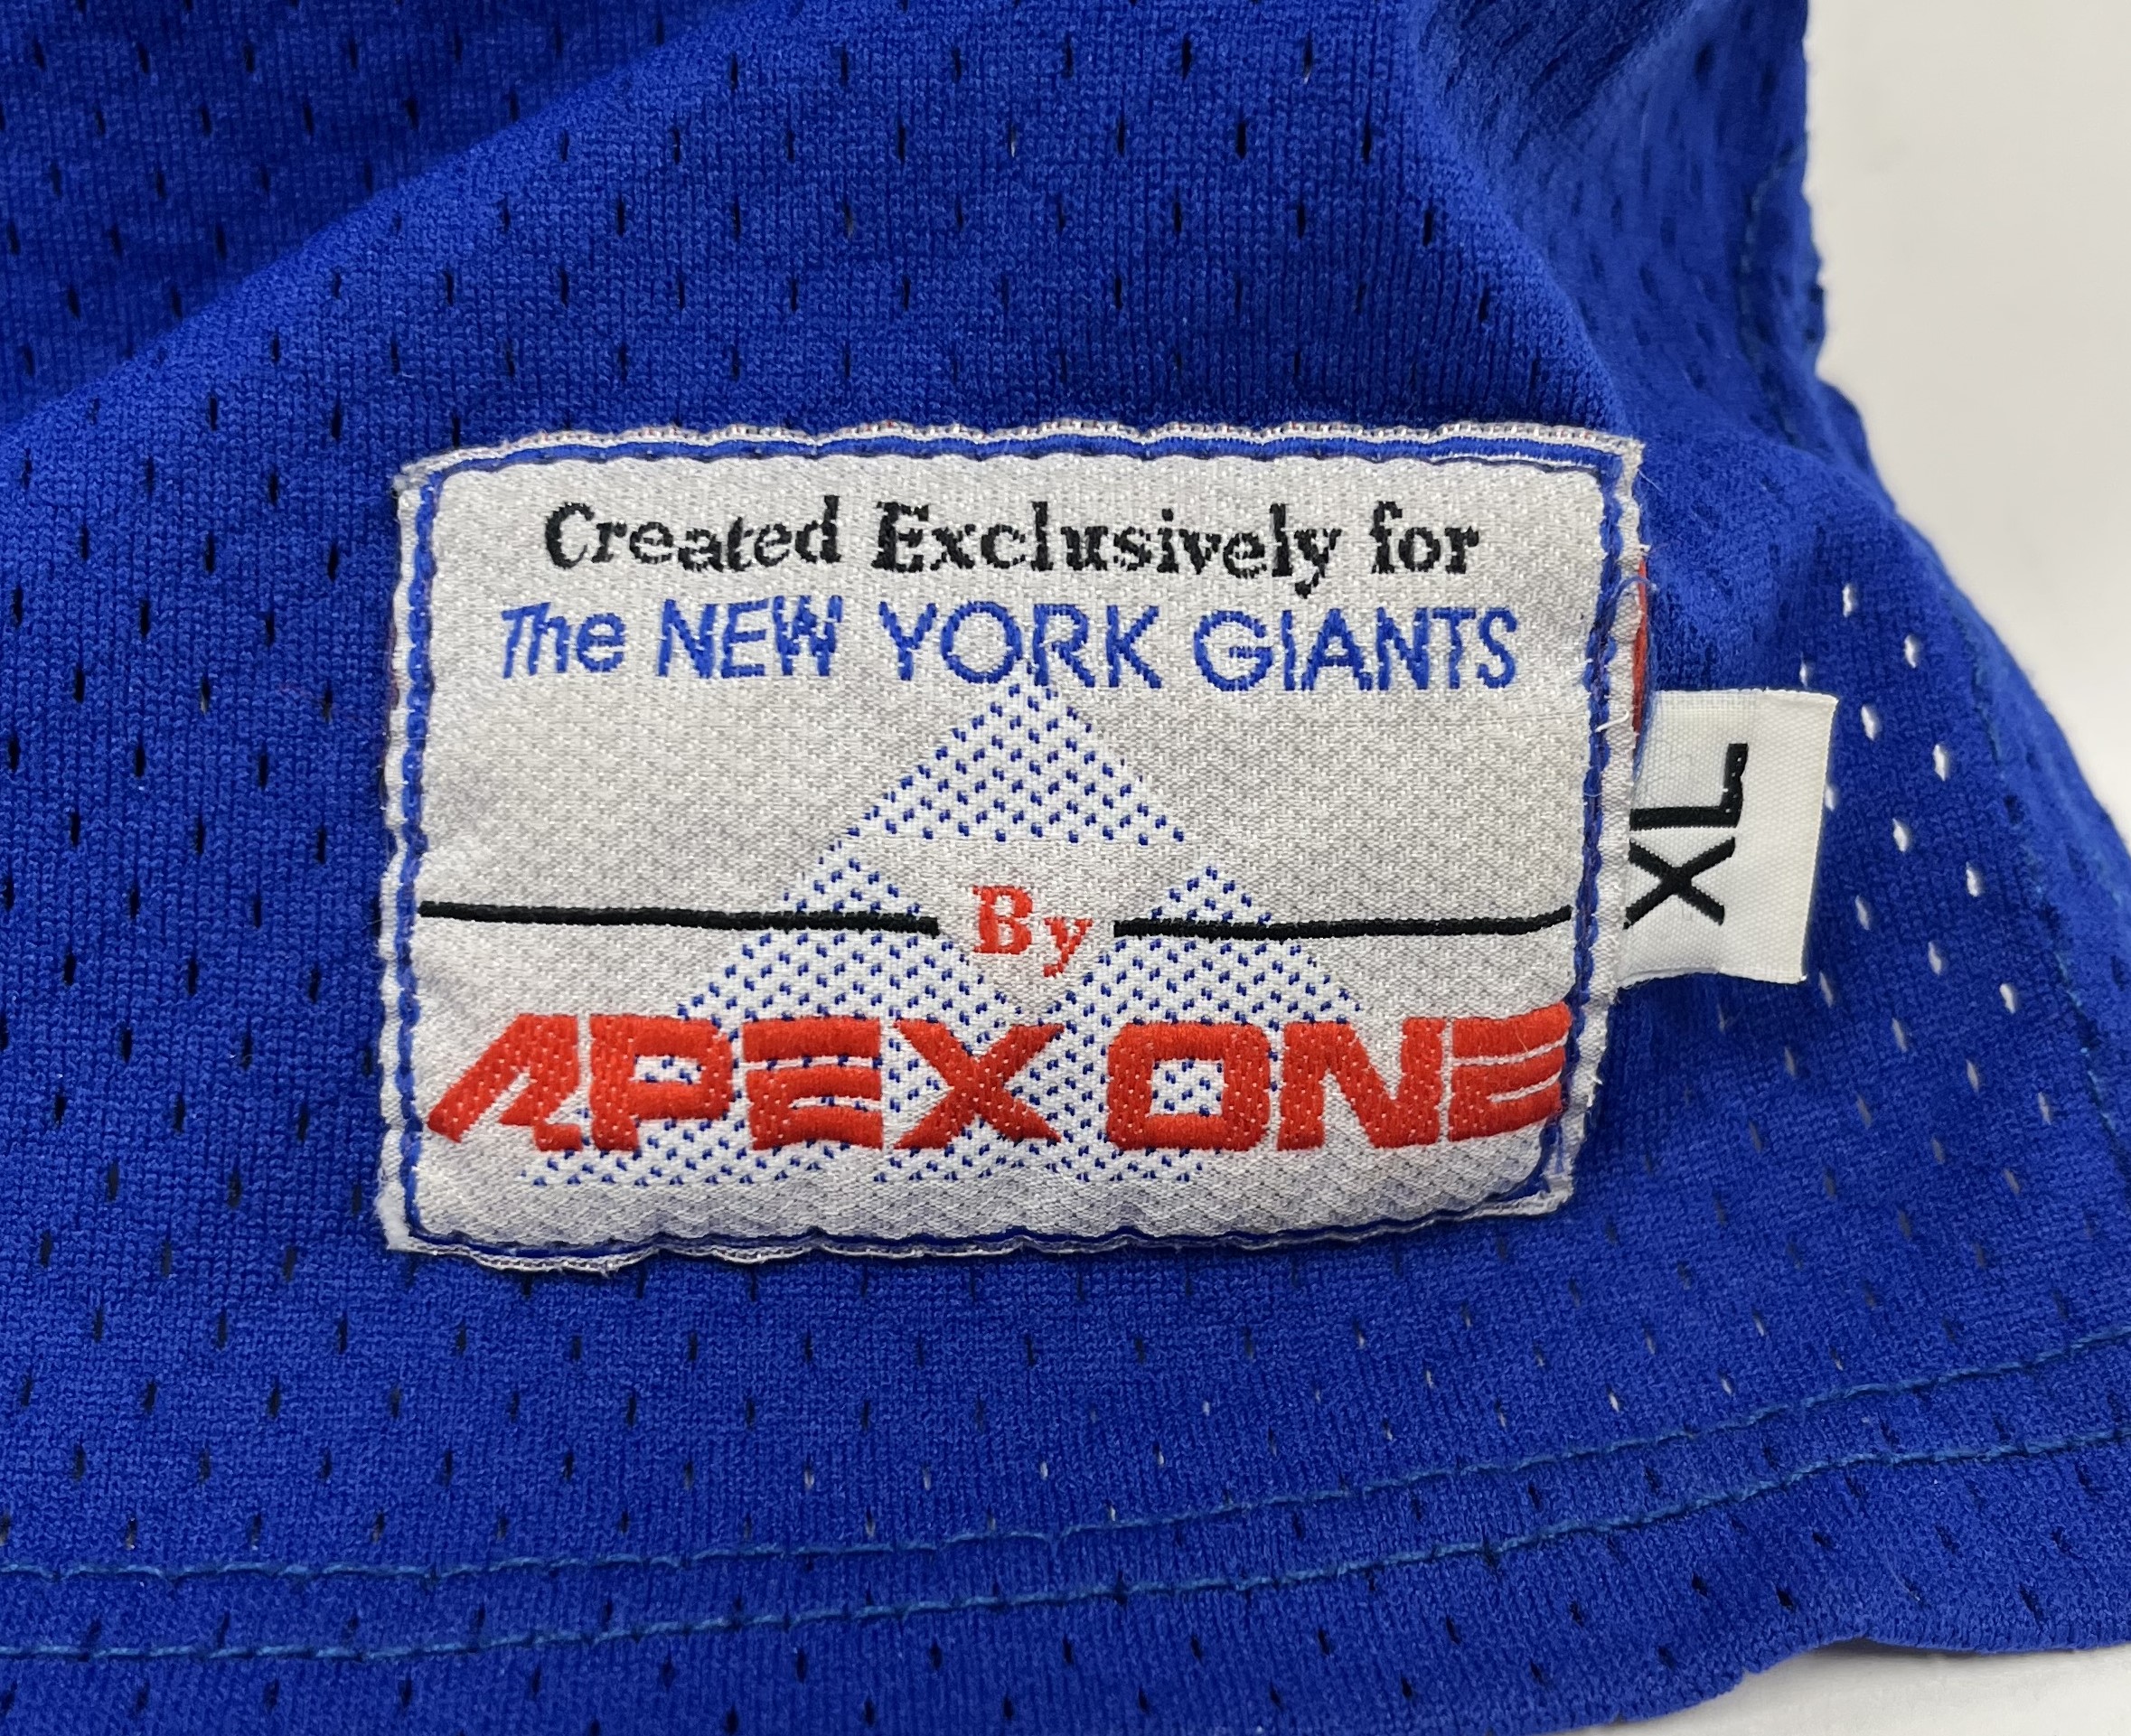 Created Exclusively for
The NEW YORK GIANTS
By
APEX ONE
XL